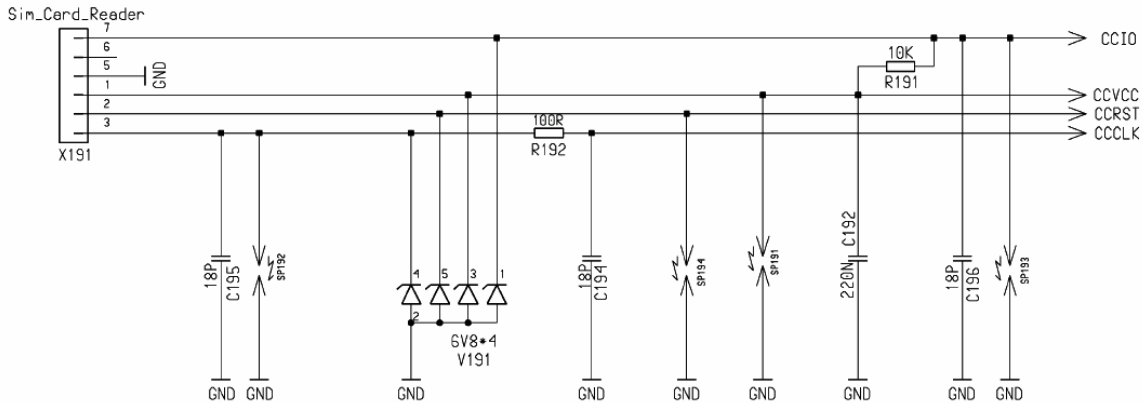 Sim_Card_Reader
7
CCIO
6
10K
5
GND
R191
1
CCVCC
2
CCRST
3
100R
CCCLK
X191
R192
18P
C195
SP192
4
5
3
1
2
6V8*4
V191
18P
C194
SP194
SP191
220N
C192
18P
C196
SP193
GND
GND
GND
GND
GND
GND
GND
GND
GND